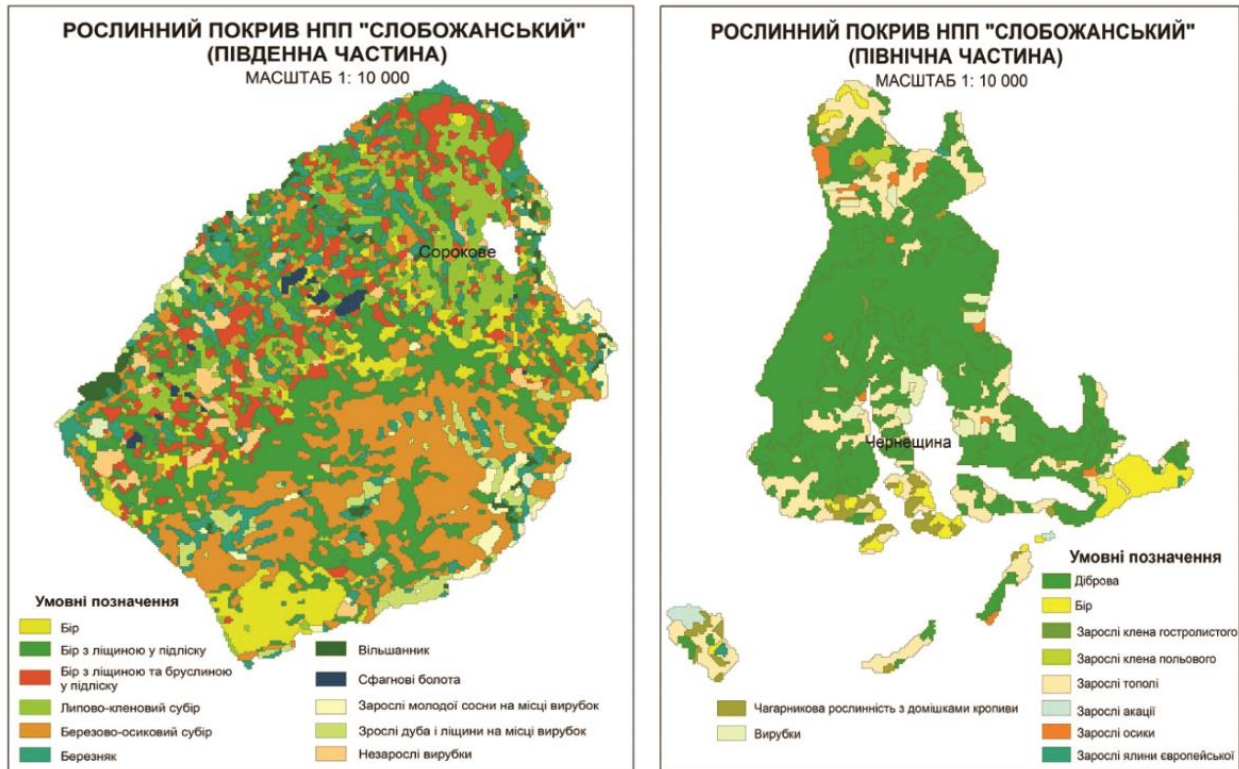 РОСЛИННИЙ ПОКРИВ НПП "СЛОБОЖАНСЬКИЙ"
(ПІВДЕННА ЧАСТИНА)
МАСШТАБ 1: 10 000
Сорокове
Умовні позначення
Бір
Бір з ліщиною у підліску
Бір з ліщиною та бруслиною
у підліску
Липово-кленовий субір
Березово-осиковий субір
Березняк
Вільшанник
Сфагнові болота
Зарослі молодої сосни на місці вирубок
Зрослі дуба і ліщини на місці вирубок
Незарослі вирубки
РОСЛИННИЙ ПОКРИВ НПП "СЛОБОЖАНСЬКИЙ"
(ПІВНІЧНА ЧАСТИНА)
МАСШТАБ 1: 10 000
Чернещина
Чагарникова рослинність з домішками кропиви
Вирубки
Умовні позначення
Діброва
Бір
Зарослі клена гостролистого
Зарослі клена польового
Зарослі тополі
Зарослі акації
Зарослі осики
Зарослі ялини європейської